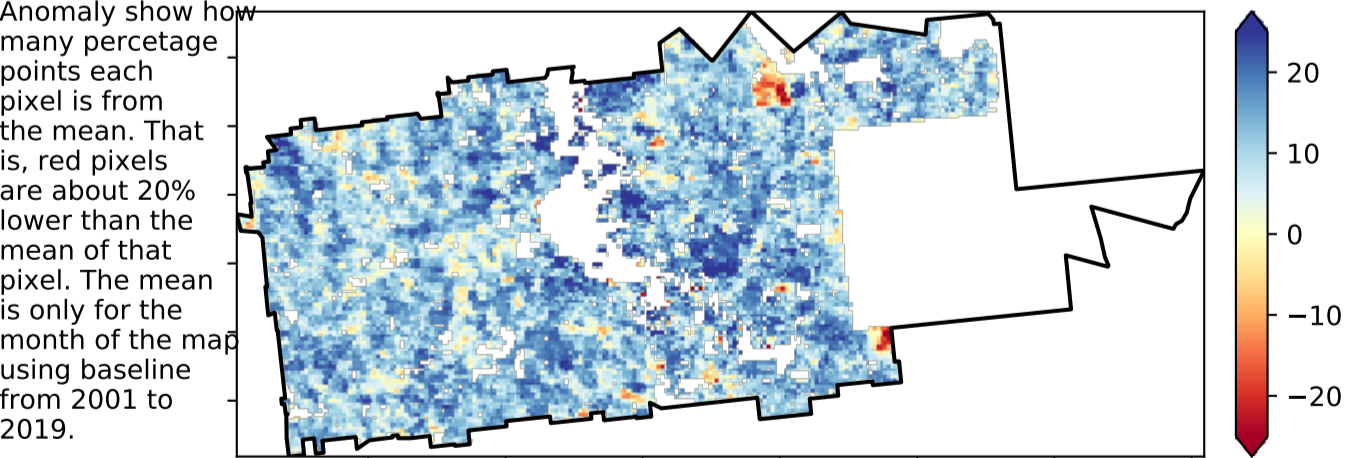 Anomaly show how
many percetage
points each
pixel is from
the mean. That
is, red pixels
are about 20%
lower than the
mean of that
pixel. The mean
is only for the
month of the map
using baseline
from 2001 to
2019.
20
10
0
−10
−20